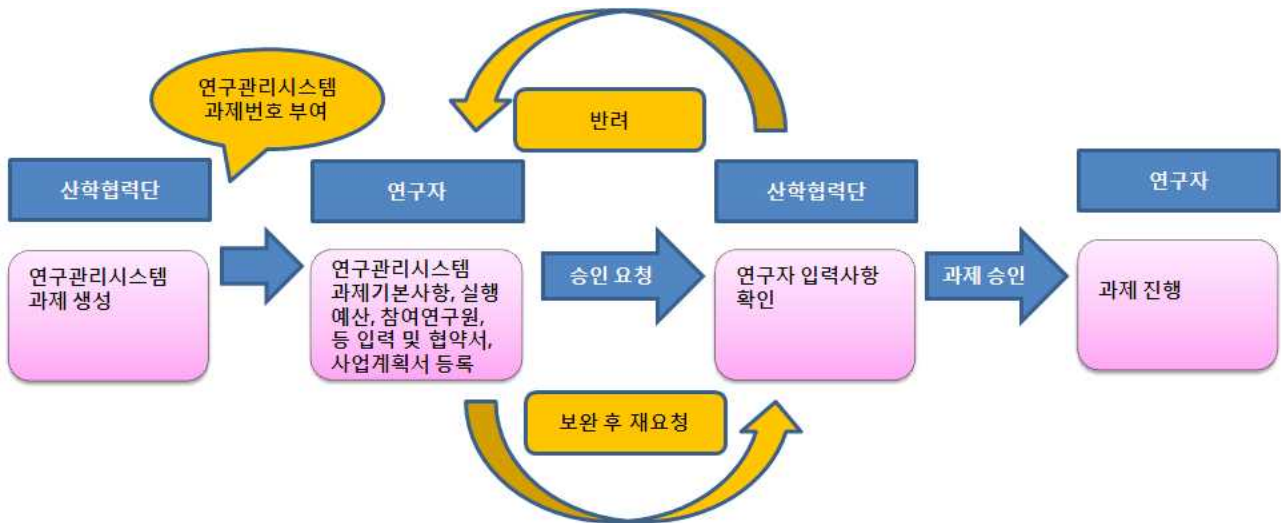 연구관리시스템
과제번호 부여
반려
산학협력단
연구자
산학협력단
연구자
연구관리시스템
과제 생성
연구관리시스템
과제기본사항, 실행
예산, 참여연구원,
등 입력 및 협약서,
사업계획서 등록
승인 요청
연구자 입력사항
확인
과제 승인
과제 진행
보완 후 재요청